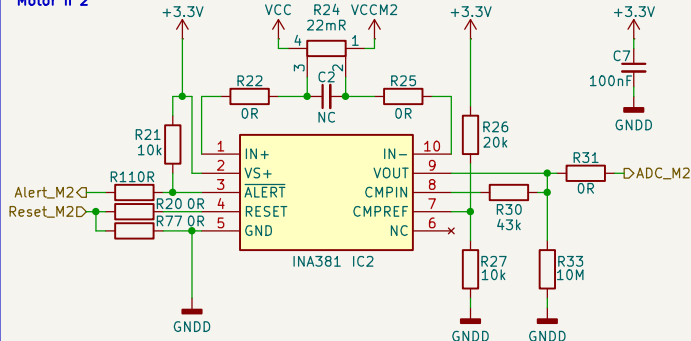 Motor n°2
+3.3V
VCC
R24
22mR
VCCM2
+3.3V
+3.3V
4
1
3
2
C7
100nF
GNDD
R22
0R
C2
NC
R25
0R
R21
10k
R26
20k
1
IN+
IN-
10
2
VS+
VOUT
9
R31
0R
ADC_M2
Alert_M2
R110R
3
ALERT
CMPIN
8
R30
43k
Reset_M2
R20 0R
4
RESET
CMPREF
7
R77 0R
5
GND
NC
6
INA381 IC2
R27
10k
R33
10M
GNDD
GNDD
GNDD